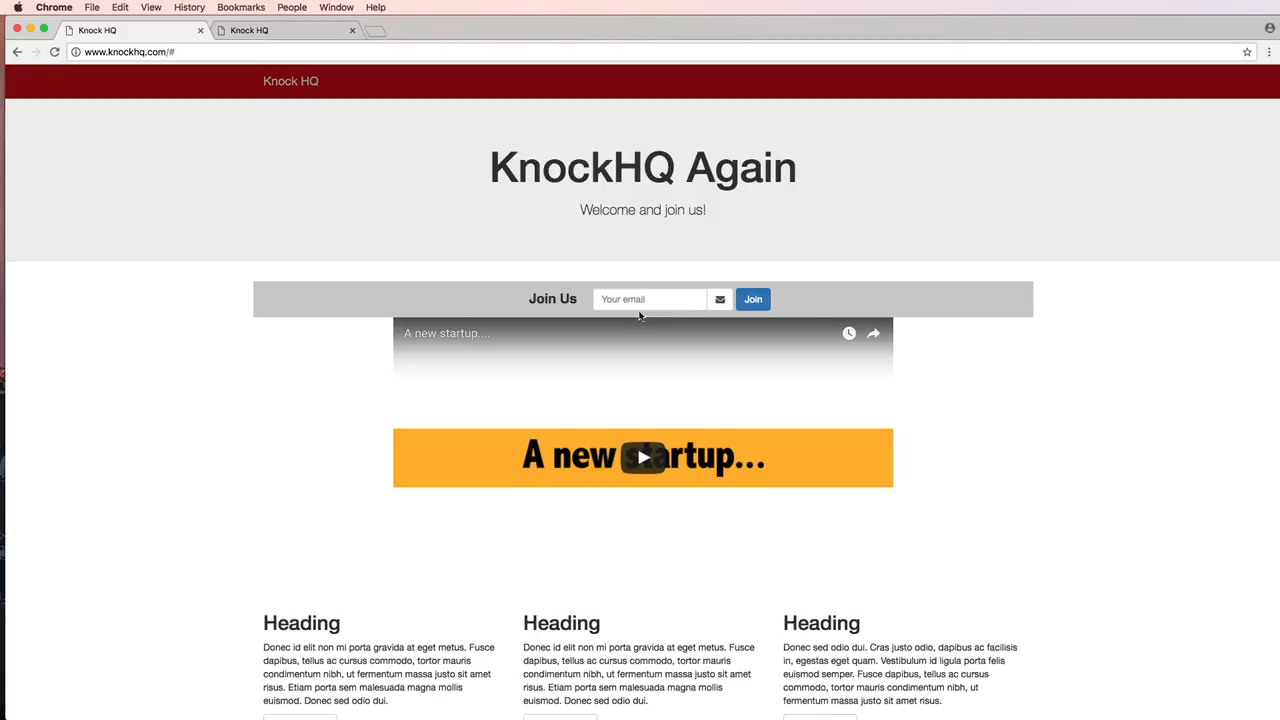 Chrome File Edit View History Bookmarks People Window Help
Knock HQ Knock HQ
www.knockhq.com/#
Knock HQ
KnockHQ Again
Welcome and join us!
Join Us Your email Join
A new startup....
A new startup...
Heading
Donec id elit non mi porta gravida at eget metus. Fusce
dapibus, tellus ac cursus commodo, tortor mauris
condimentum nibh, ut fermentum massa justo sit amet
risus. Etiam porta sem malesuada magna mollis
euismod. Donec sed odio dui.
Heading
Donec id elit non mi porta gravida at eget metus. Fusce
dapibus, tellus ac cursus commodo, tortor mauris
condimentum nibh, ut fermentum massa justo sit amet
risus. Etiam porta sem malesuada magna mollis
euismod. Donec sed odio dui.
Heading
Donec sed odio dui. Cras justo odio, dapibus ac facilisis
in, egestas eget quam. Vestibulum id ligula porta felis
euismod semper. Fusce dapibus, tellus ac cursus
commodo, tortor mauris condimentum nibh, ut
fermentum massa justo sit amet risus.